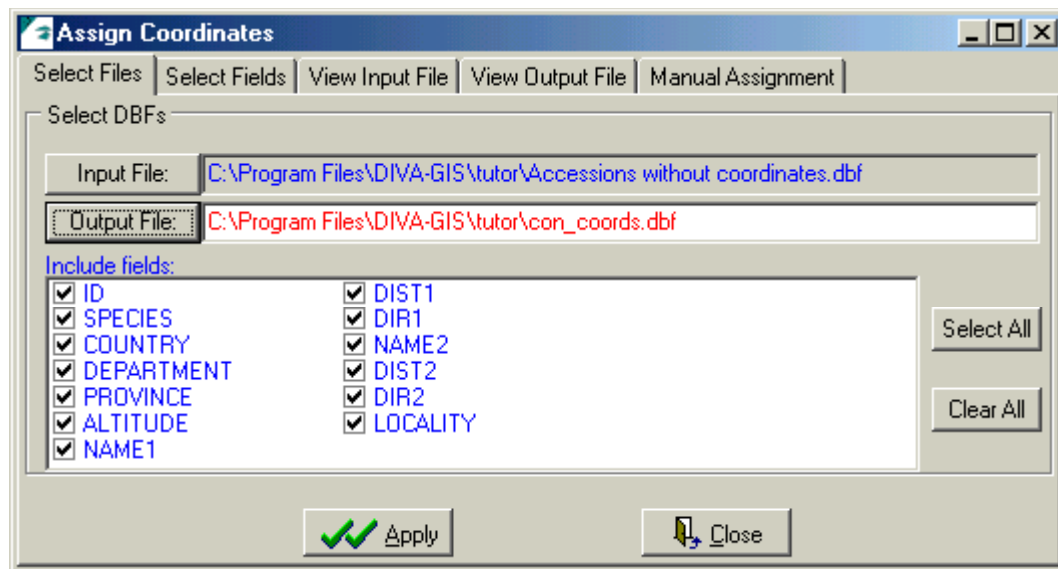 Assign Coordinates
Select Files Select Fields View Input File View Output File Manual Assignment
Select DBFs
Input File: C:\Program Files\DIVA-GIS\tutor\Accessions without coordinates.dbf
Output File: C:\Program Files\DIVA-GIS\tutor\con_coords.dbf
Include fields:
ID DIST1
SPECIES DIR1
COUNTRY NAME2
DEPARTMENT DIST2
PROVINCE DIR2
ALTITUDE LOCALITY
NAME1
Select All
Clear All
Apply Close